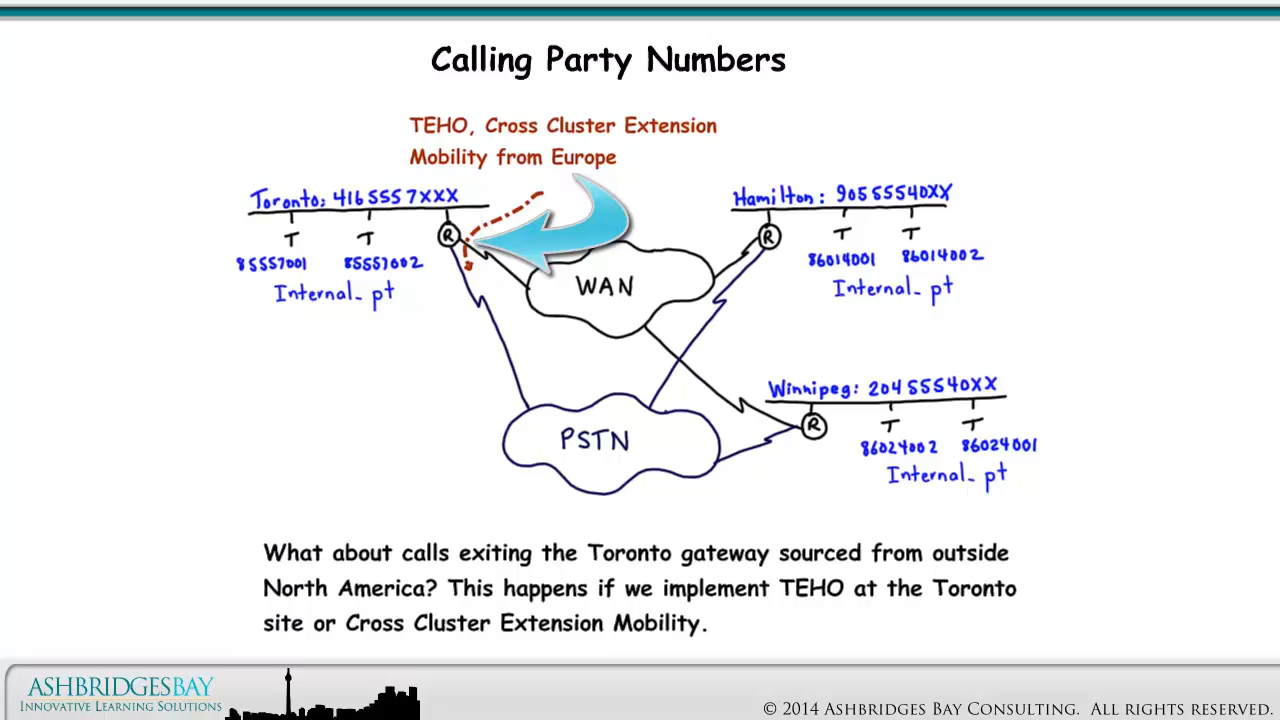 Calling Party Numbers
TEHO, Cross Cluster Extension
Mobility from Europe
Toronto: 4165557XXX
R
T
T
85557001
85557002
Internal_pt
Hamilton: 90555540XX
R
T
T
86014001
86014002
Internal_pt
WAN
Winnipeg: 20455540XX
R
T
T
86024002
86024001
Internal_pt
PSTN
What about calls exiting the Toronto gateway sourced from outside
North America? This happens if we implement TEHO at the Toronto
site or Cross Cluster Extension Mobility.
ASHBRIDGESBAY
INNOVATIVE LEARNING SOLUTIONS
© 2014 ASHBRIDGES BAY CONSULTING. ALL RIGHTS RESERVED.